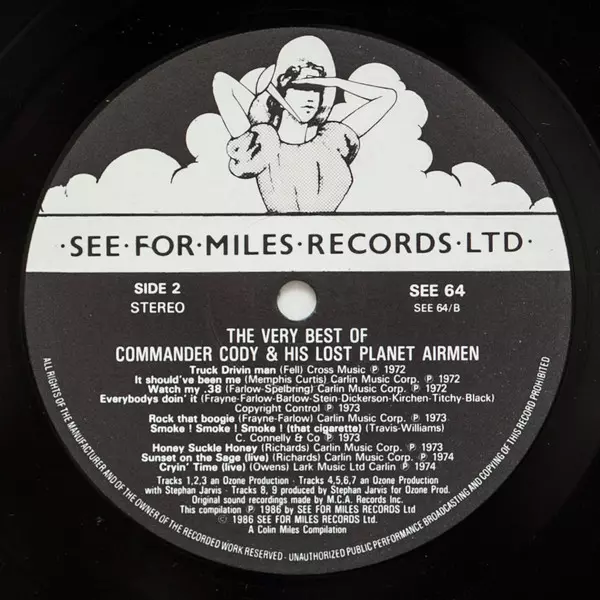 ·SEE·FOR·MILES·RECORDS·LTD·
SIDE 2
STEREO
SEE 64
SEE 64/B
THE VERY BEST OF
COMMANDER CODY & HIS LOST PLANET AIRMEN
Truck Drivin man (Fell) Cross Music ℗ 1972
It should've been me (Memphis Curtis) Carlin Music Corp. ℗ 1972
Watch my .38 (Farlow-Spelbring) Carlin Music Corp. ℗ 1972
Everybodys doin' it (Frayne-Farlow-Barlow-Stein-Dickerson-Kirchen-Titchy-Black)
Copyright Control ℗ 1973
Rock that boogie (Frayne-Farlow) Carlin Music Corp. ℗ 1973
Smoke ! Smoke ! Smoke ! (that cigarette) (Travis-Williams)
C. Connelly & Co ℗ 1973
Honey Suckle Honey (Richards) Carlin Music Corp. ℗ 1973
Sunset on the Sage (live) (Richards) Carlin Music Corp. ℗ 1974
Cryin' Time (live) (Owens) Lark Music Ltd Carlin ℗ 1974
Tracks 1,2,3 an Ozone Production · Tracks 4,5,6,7 an Ozone Production
with Stephan Jarvis · Tracks 8, 9 produced by Stephan Jarvis for Ozone Prod.
Original sound recordings made by M.C.A. Records Inc.
This compilation ℗ 1986 by SEE FOR MILES RECORDS Ltd.
© 1986 SEE FOR MILES RECORDS Ltd.
A Colin Miles Compilation
ALL RIGHTS OF THE MANUFACTURER AND OF THE OWNER OF THE RECORDED WORK RESERVED · UNAUTHORIZED PUBLIC PERFORMANCE BROADCASTING AND COPYING OF THIS RECORD PROHIBITED